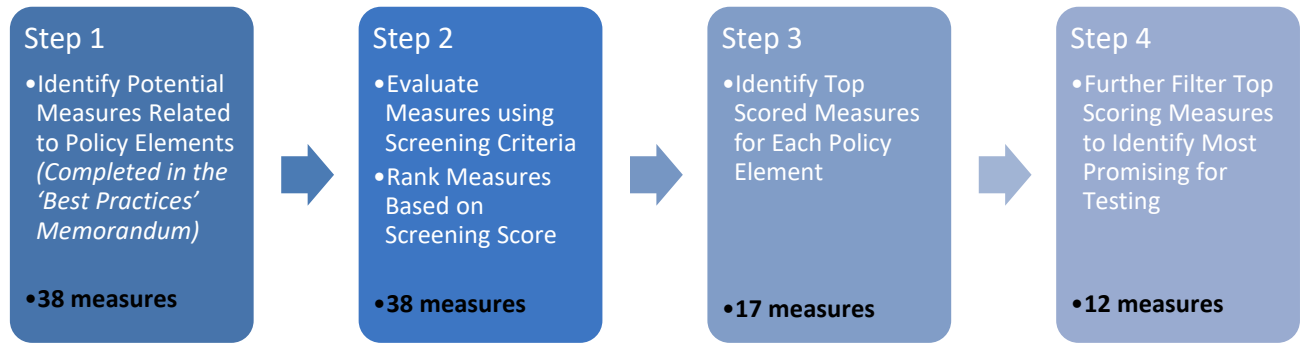 Step 1
•Identify Potential
Measures Related
to Policy Elements
(Completed in the
‘Best Practices’
Memorandum)
•38 measures
Step 2
•Evaluate
Measures using
Screening Criteria
•Rank Measures
Based on
Screening Score
•38 measures
Step 3
•Identify Top
Scored Measures
for Each Policy
Element
•17 measures
Step 4
•Further Filter Top
Scoring Measures
to Identify Most
Promising for
Testing
•12 measures